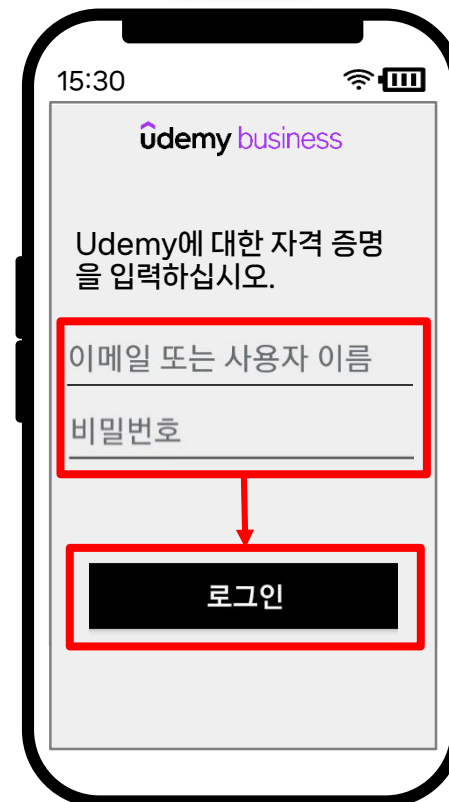 15:30
ûdemy business
Udemy에 대한 자격 증명
을 입력하십시오.
이메일 또는 사용자 이름
비밀번호
로그인